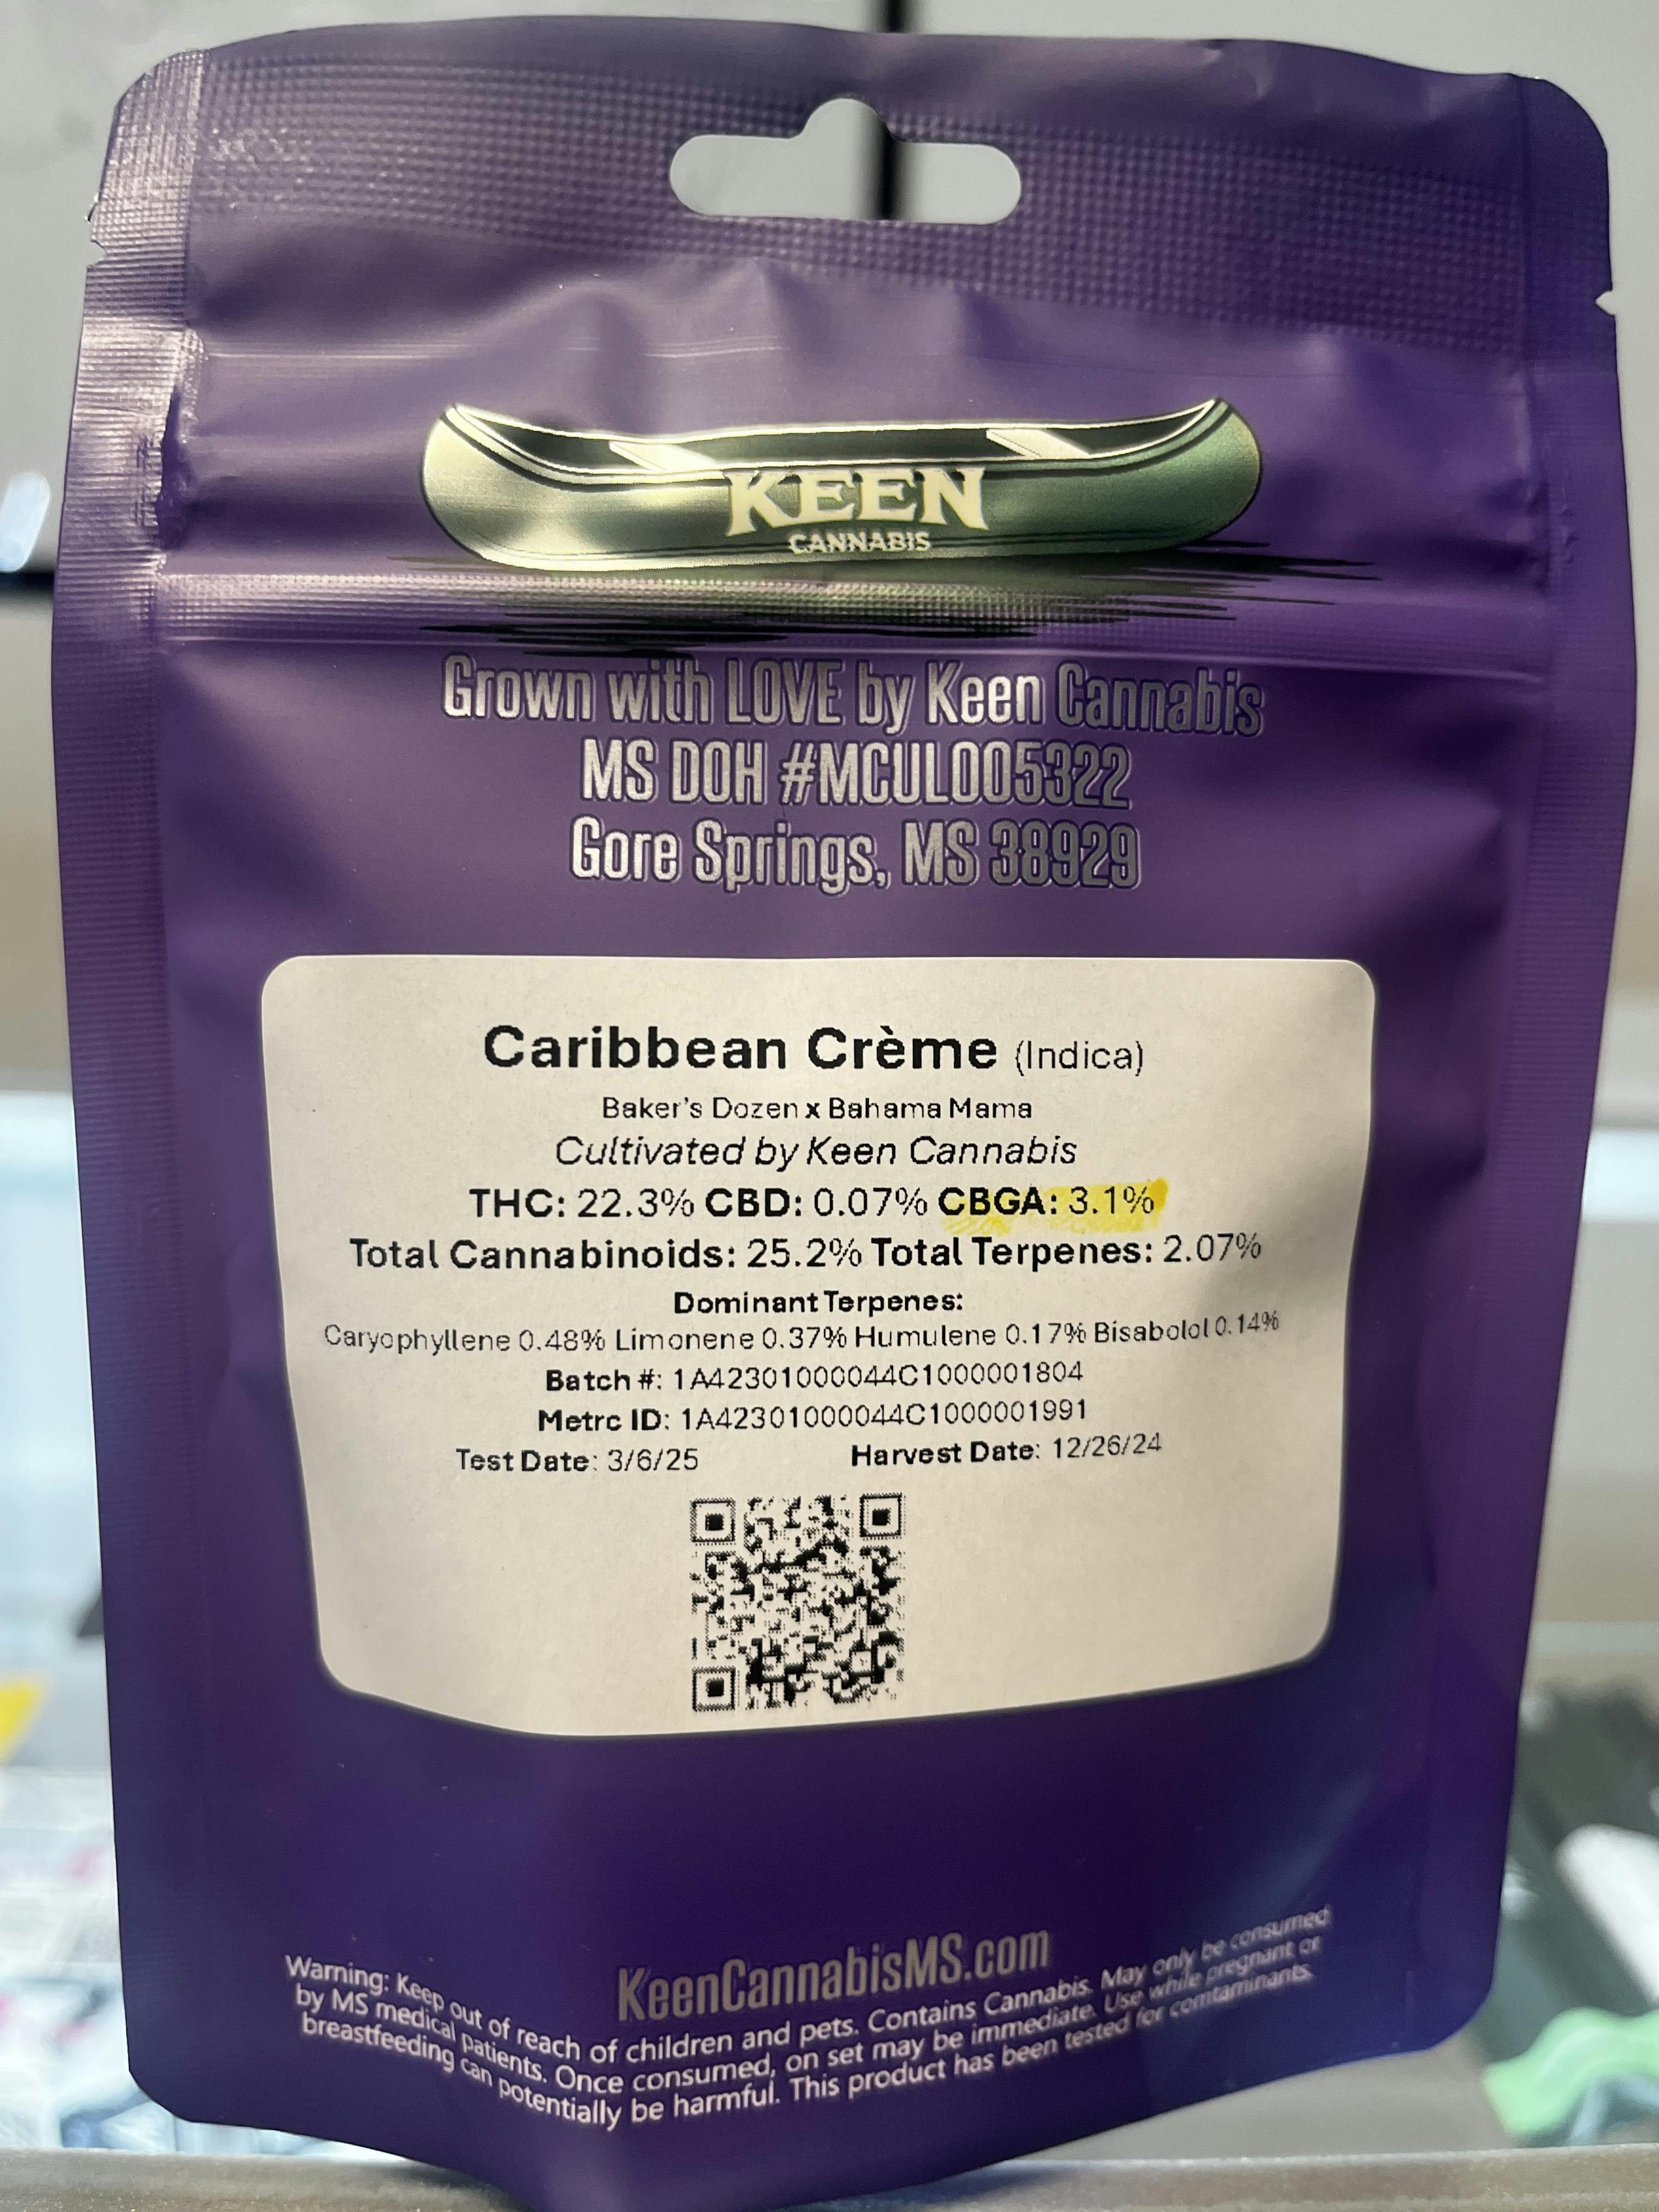 KEEN
CANNABIS
Grown with LOVE by Keen Cannabis
MS DOH #MCUL005322
Gore Springs, MS 38929
Caribbean Crème (Indica)
Baker's Dozen x Bahama Mama
Cultivated by Keen Cannabis
THC: 22.3% CBD: 0.07% CBGA: 3.1%
Total Cannabinoids: 25.2% Total Terpenes: 2.07%
Dominant Terpenes:
Caryophyllene 0.48% Limonene 0.37% Humulene 0.17% Bisabolol 0.14%
Batch #: 1A42301000044C1000001804
Metrc ID: 1A42301000044C1000001991
Test Date: 3/6/25 Harvest Date: 12/26/24
KeenCannabisMS.com
Warning: Keep out of reach of children and pets. Contains Cannabis. May only be consumed
by MS medical patients. Once consumed, on set may be immediate. Use while pregnant or
breastfeeding can potentially be harmful. This product has been tested for contaminants.